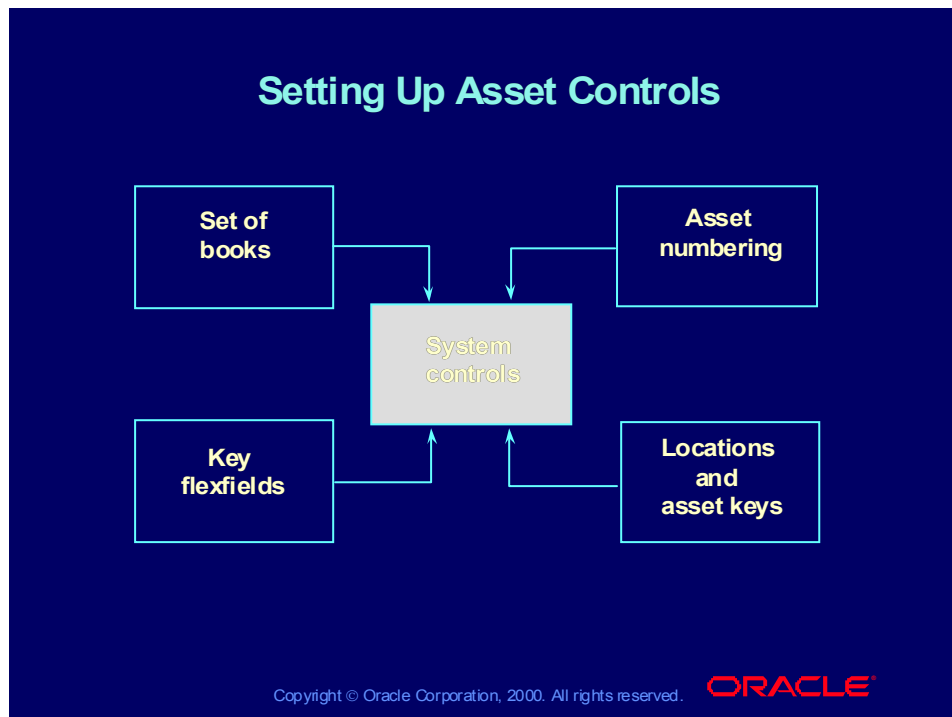 Setting Up Asset Controls
Set of
books
Asset
numbering
System
controls
Key
flexfields
Locations
and
asset keys
Copyright © Oracle Corporation, 2000. All rights reserved.
ORACLE®